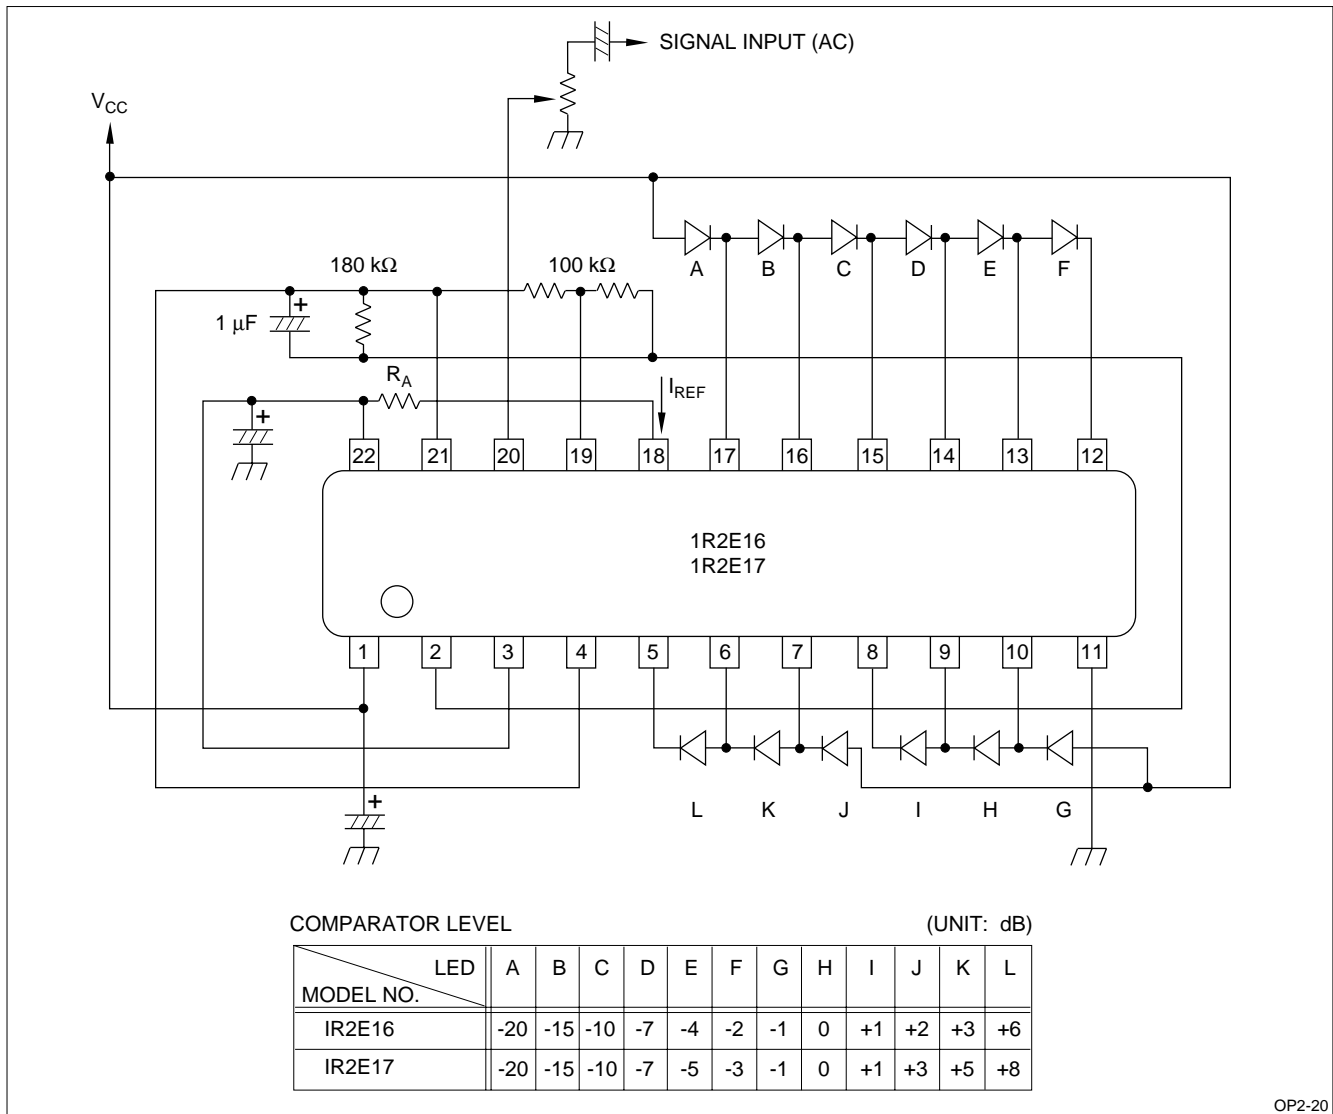 SIGNAL INPUT (AC)
VCC
A B C D E F
180 kΩ 100 kΩ
1 μF +
RA
IREF
+
22 21 20 19 18 17 16 15 14 13 12
1R2E16
1R2E17
1 2 3 4 5 6 7 8 9 10 11
+
L K J I H G
COMPARATOR LEVEL (UNIT: dB)
LED A B C D E F G H I J K L
MODEL NO.
IR2E16 -20 -15 -10 -7 -4 -2 -1 0 +1 +2 +3 +6
IR2E17 -20 -15 -10 -7 -5 -3 -1 0 +1 +3 +5 +8
OP2-20